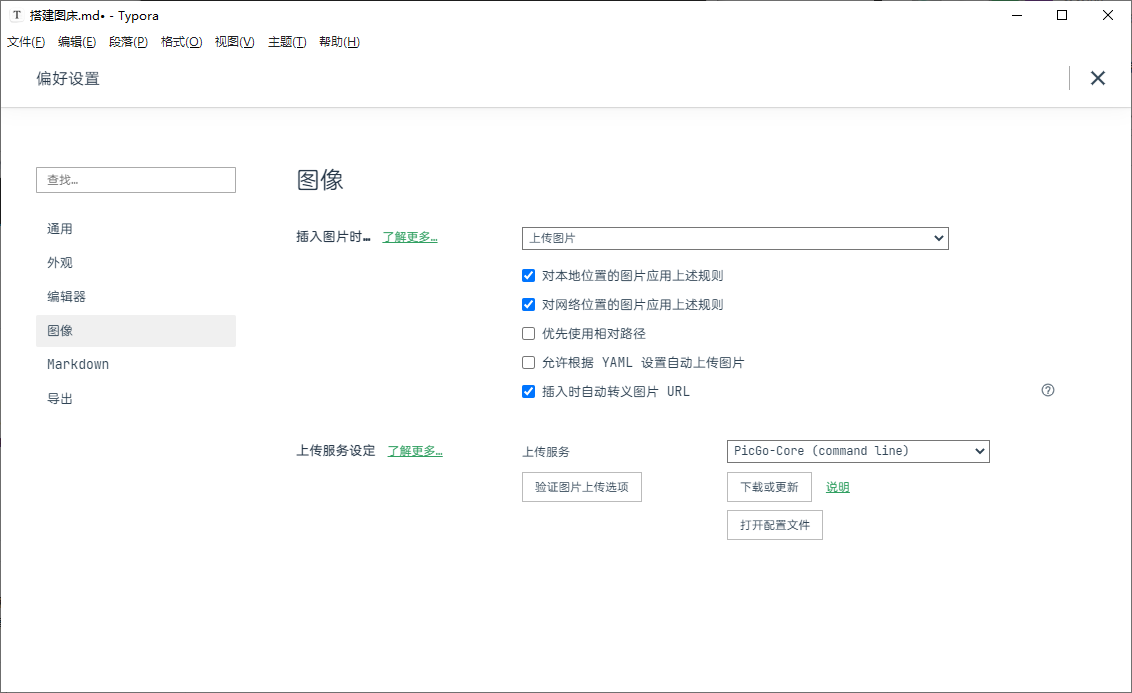 T 搭建图床.md• - Typora
文件(F) 编辑(E) 段落(P) 格式(O) 视图(V) 主题(T) 帮助(H)
偏好设置
查找…
通用
外观
编辑器
图像
Markdown
导出
图像
插入图片时… 了解更多…
上传图片
对本地位置的图片应用上述规则
对网络位置的图片应用上述规则
优先使用相对路径
允许根据 YAML 设置自动上传图片
插入时自动转义图片 URL
上传服务设定 了解更多…
上传服务 PicGo-Core (command line)
验证图片上传选项 下载或更新 说明
打开配置文件